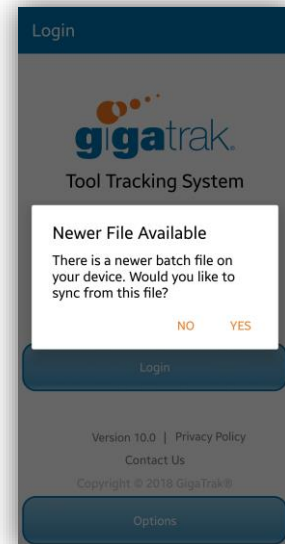 Login
gigatrak®
Tool Tracking System
Newer File Available
There is a newer batch file on
your device. Would you like to
sync from this file?
NO YES
Login
Version 10.0 | Privacy Policy
Contact Us
Copyright © 2018 GigaTrak®
Options